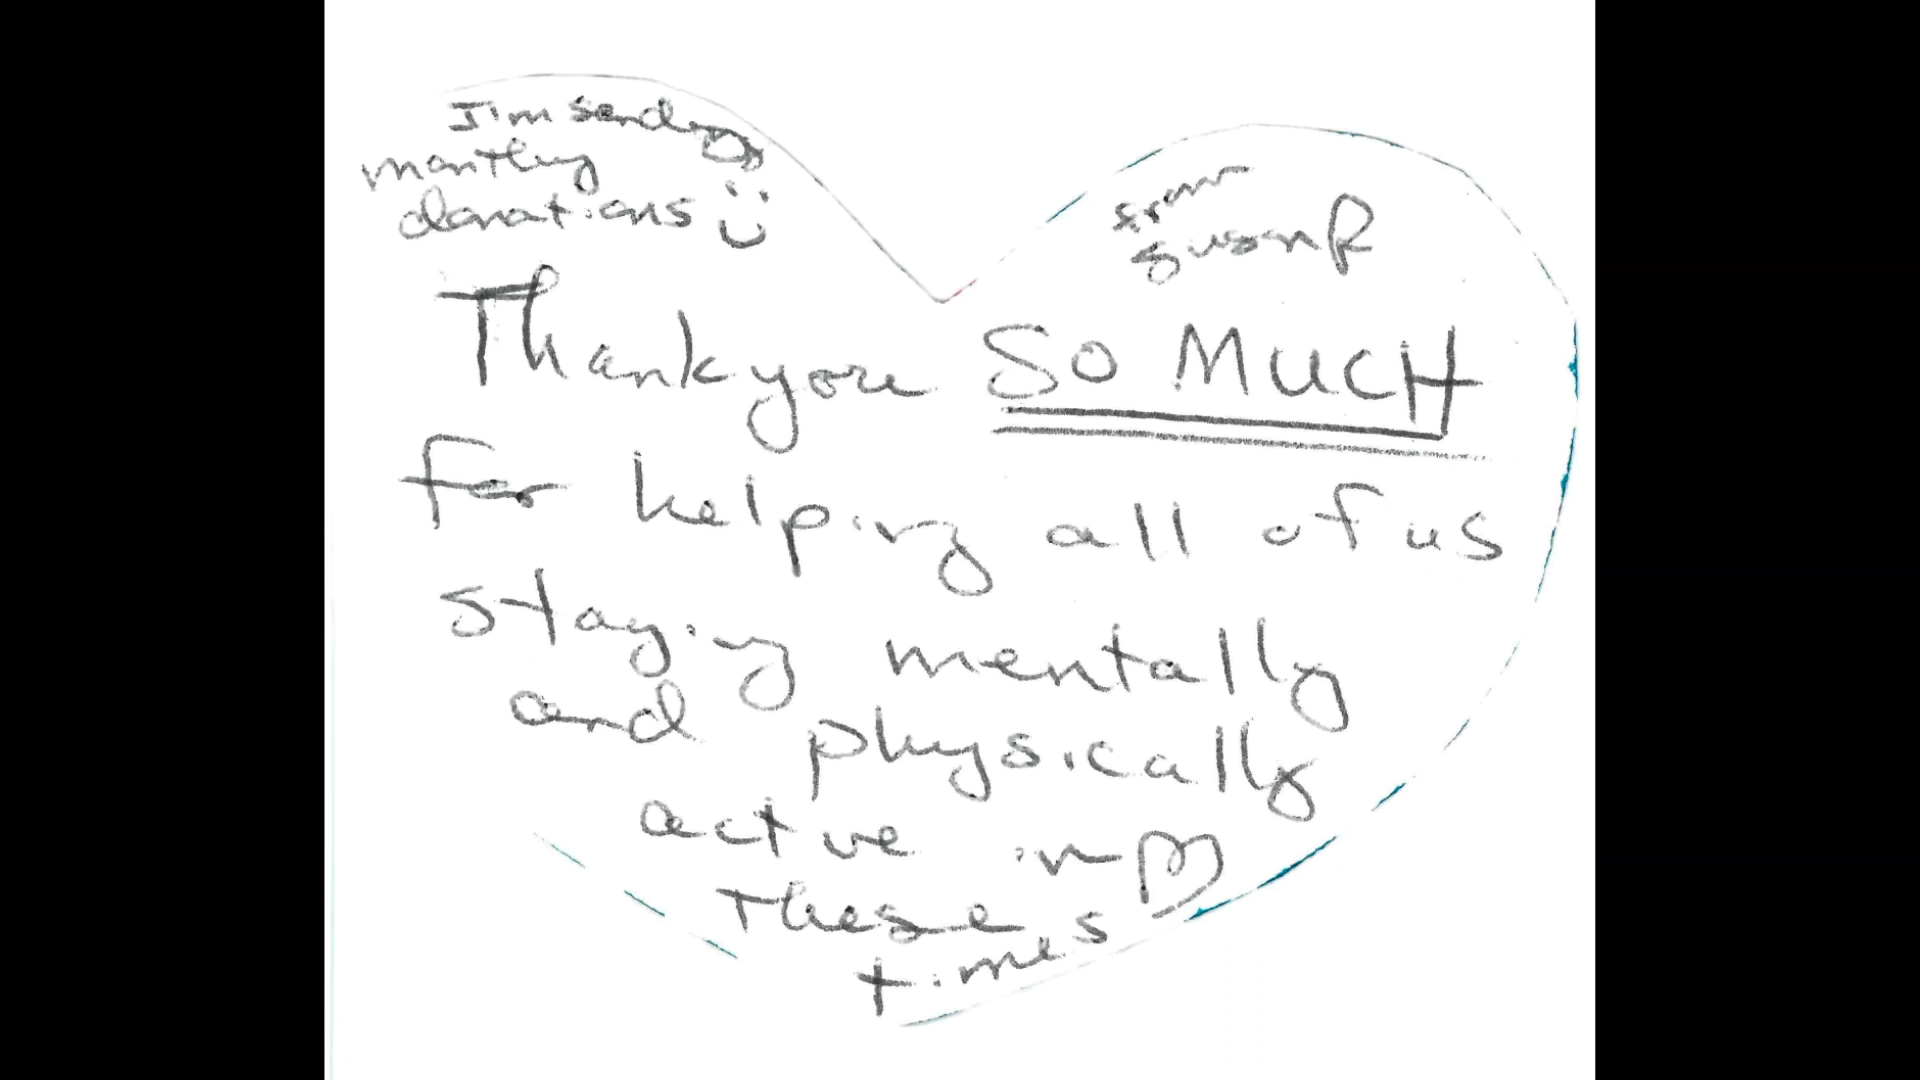 I'm sending
monthly
donations
from
Susan R
Thank you SO MUCH
for helping all of us
staying mentally
and physically
active in
these
times